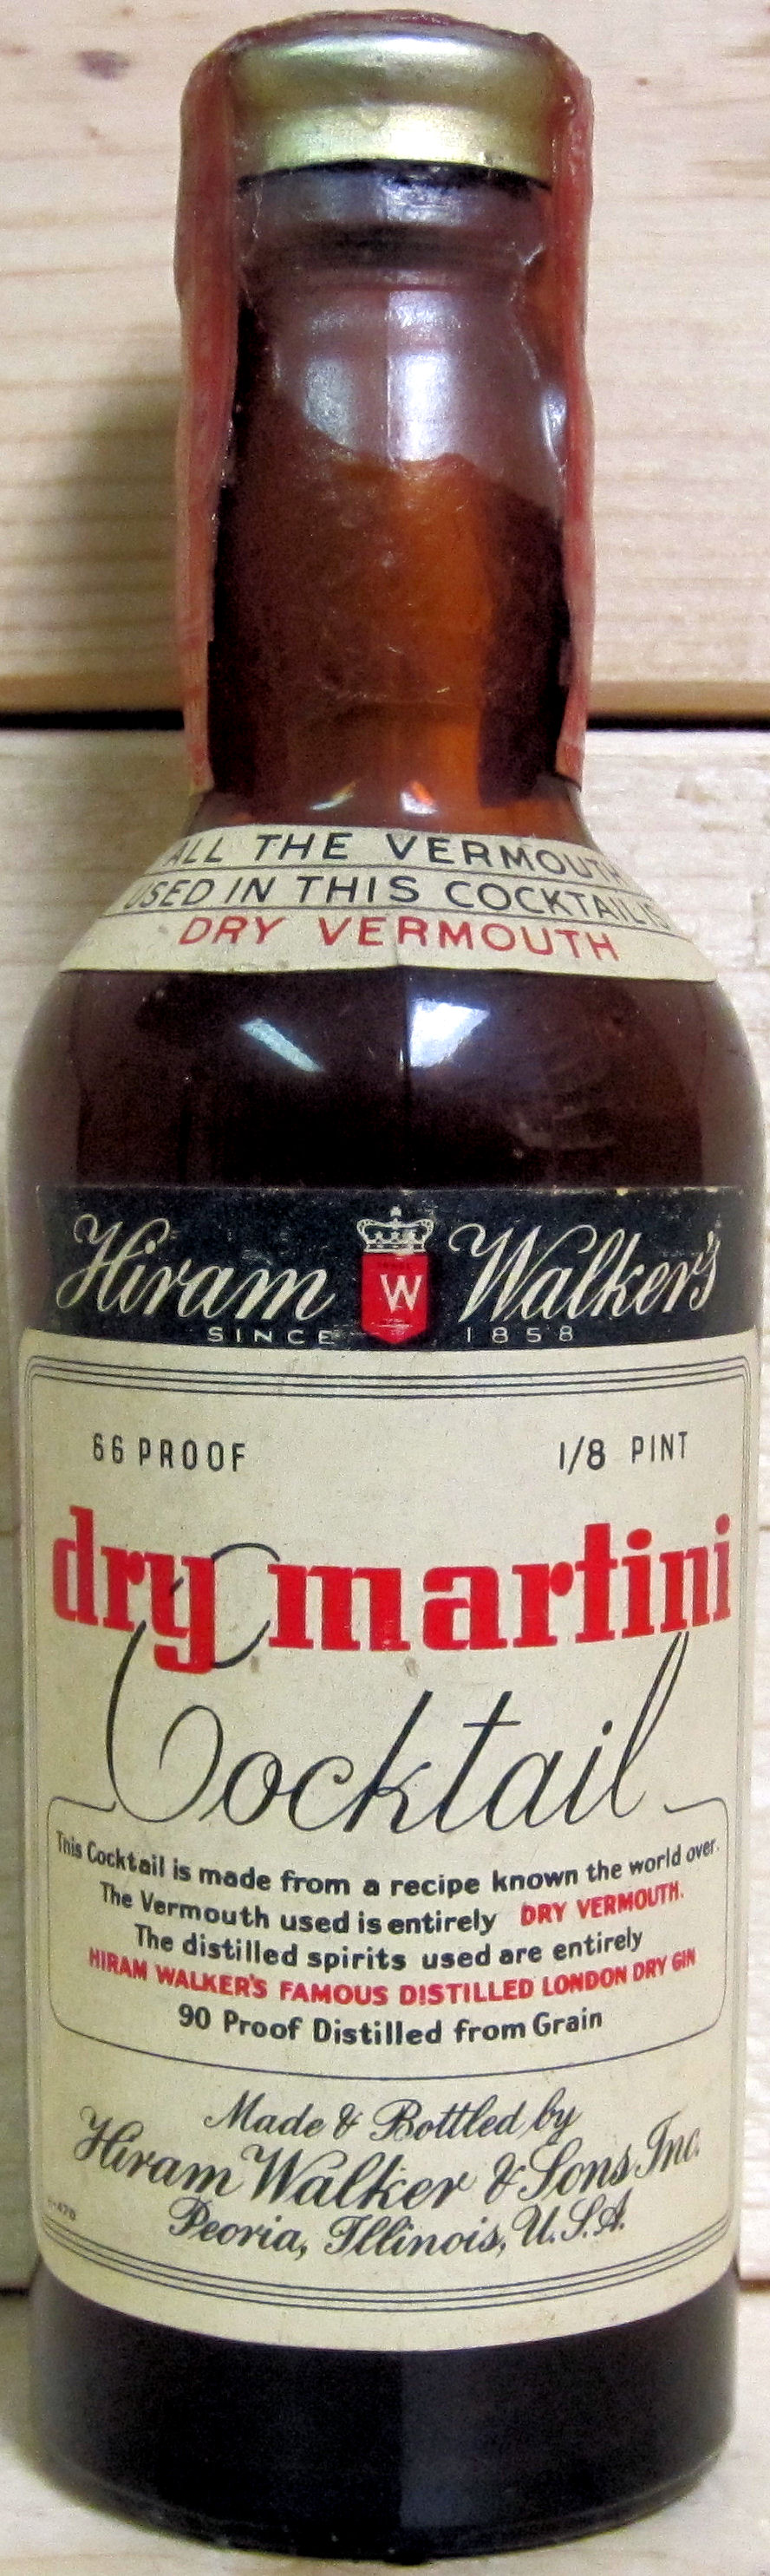 ALL THE VERMOUTH
USED IN THIS COCKTAIL IS
DRY VERMOUTH
Hiram W Walker's
SINCE 1858
66 PROOF 1/8 PINT
dry martini
Cocktail
This Cocktail is made from a recipe known the world over.
The Vermouth used is entirely DRY VERMOUTH.
The distilled spirits used are entirely
HIRAM WALKER'S FAMOUS DISTILLED LONDON DRY GIN
90 Proof Distilled from Grain
Made & Bottled by
Hiram Walker & Sons Inc.
Peoria, Illinois, U.S.A.